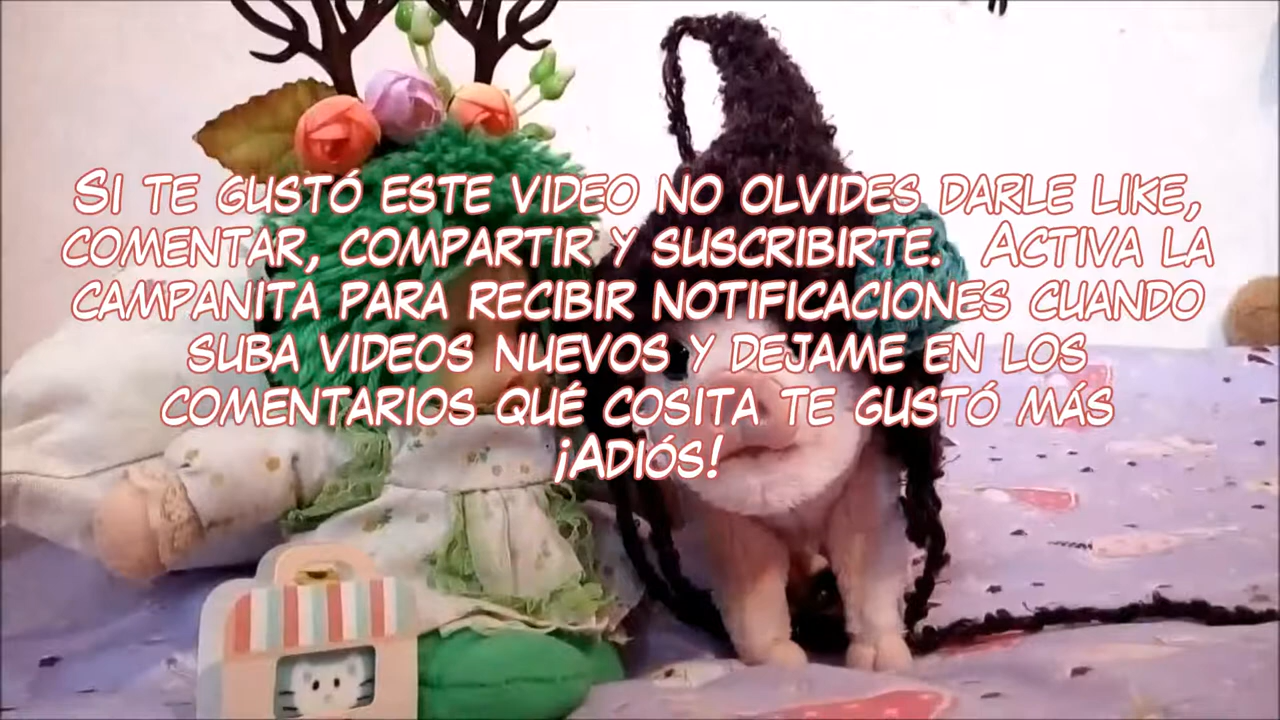 Si te gustó este video no olvides darle like,
comentar, compartir y suscribirte. Activa la
campanita para recibir notificaciones cuando
suba videos nuevos y dejame en los
comentarios qué cosita te gustó más
¡Adiós!